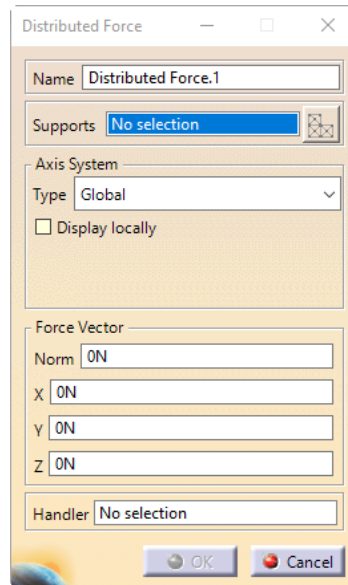 Distributed Force
Name Distributed Force.1
Supports No selection
Axis System
Type Global
Display locally
Force Vector
Norm 0N
X 0N
Y 0N
Z 0N
Handler No selection
OK Cancel